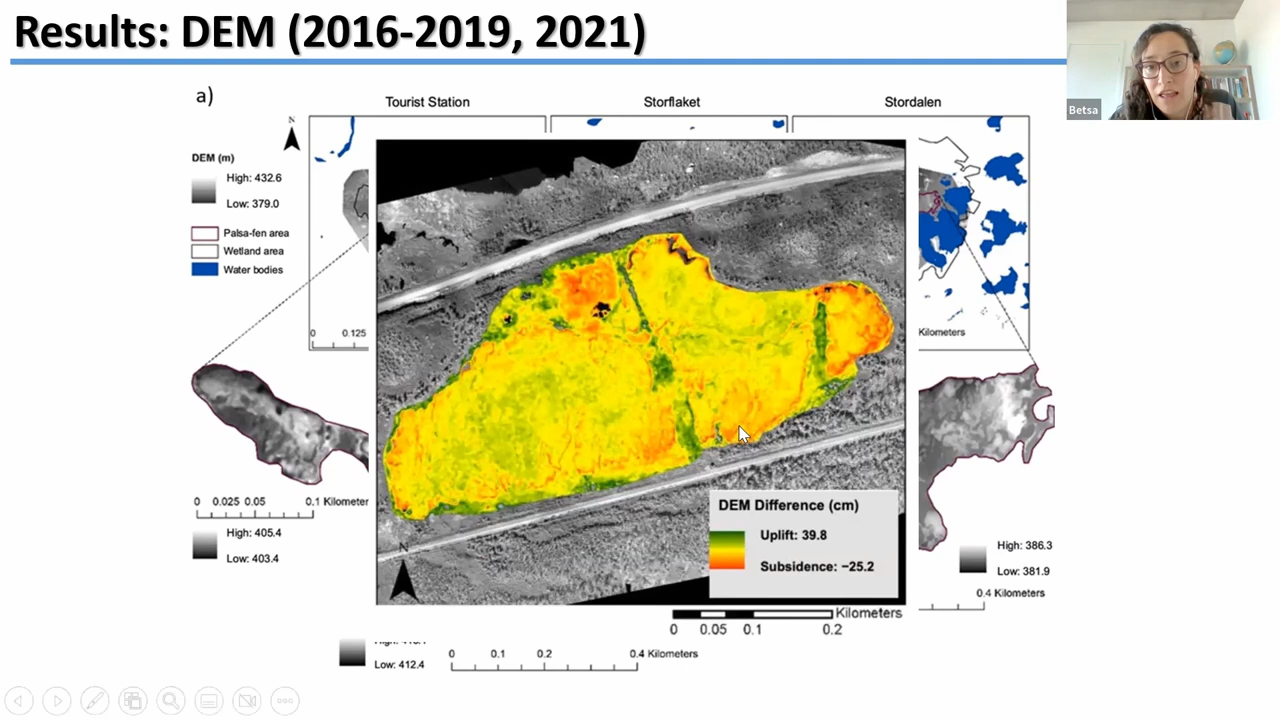 Results: DEM (2016-2019, 2021)
Betsa
a)
Tourist Station
Storflaket
Stordalen
N
DEM (m)
High: 432.6
Low: 379.0
Palsa-fen area
Wetland area
Water bodies
0 0.125
Kilometers
0 0.025 0.05 0.1 Kilometer
High: 405.4
Low: 403.4
N
DEM Difference (cm)
Uplift: 39.8
Subsidence: −25.2
High: 386.3
Low: 381.9
0.4 Kilometers
Kilometers
0 0.05 0.1 0.2
Low: 412.4
0 0.1 0.2 0.4 Kilometers